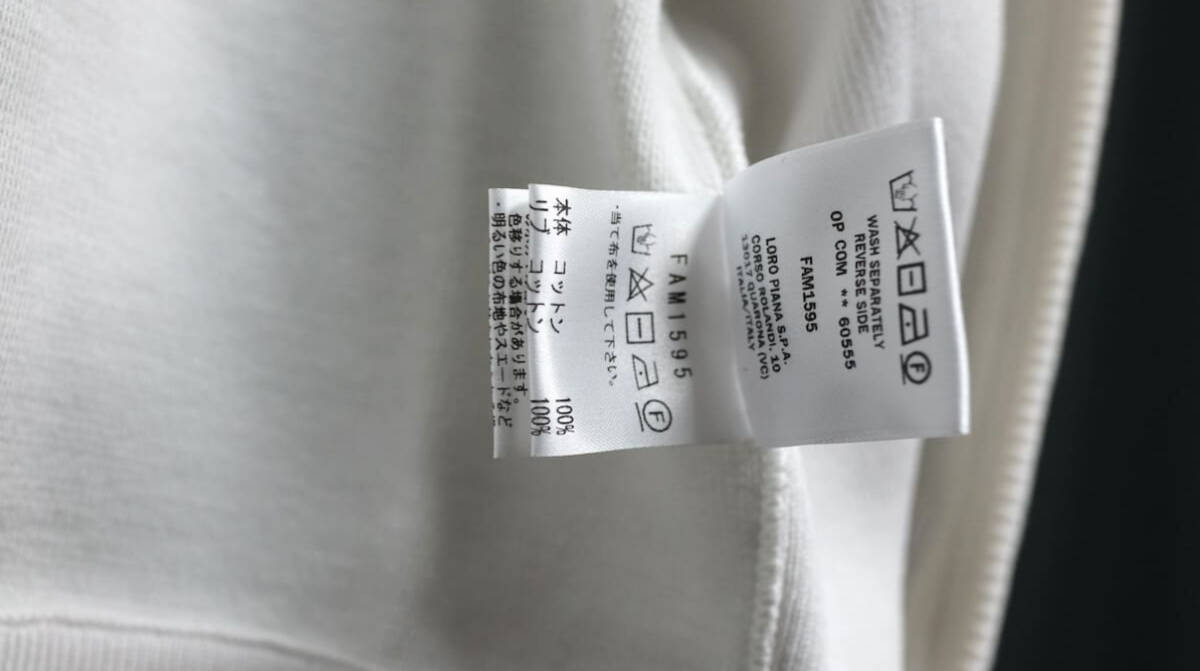 WASH SEPARATELY
REVERSE SIDE
OP COM ** 60555
FAM1595
LORO PIANA S.P.A.
CORSO ROLANDI, 10
13017 QUARONA (VC)
ITALIA/ITALY
FAM1595
F
F
・当て布を使用して下さい。
本体 コットン 100%
リブ コットン 100%
色移りする場合があります。
・明るい色の布地やスエードなど